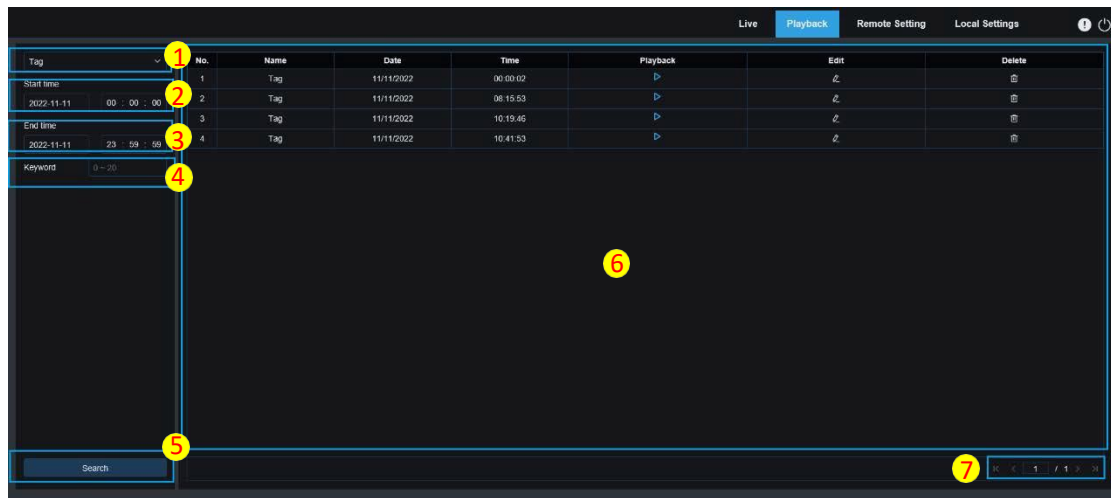 Live Playback Remote Setting Local Settings
Tag
1
Start time
2022-11-11 00 : 00 : 00
2
End time
2022-11-11 23 : 59 : 59
3
Keyword 0 ~ 20
4
5
Search
No. Name Date Time Playback Edit Delete
1 Tag 11/11/2022 00:00:02
2 Tag 11/11/2022 06:15:53
3 Tag 11/11/2022 10:19:46
4 Tag 11/11/2022 10:41:53
6
7
1 / 1